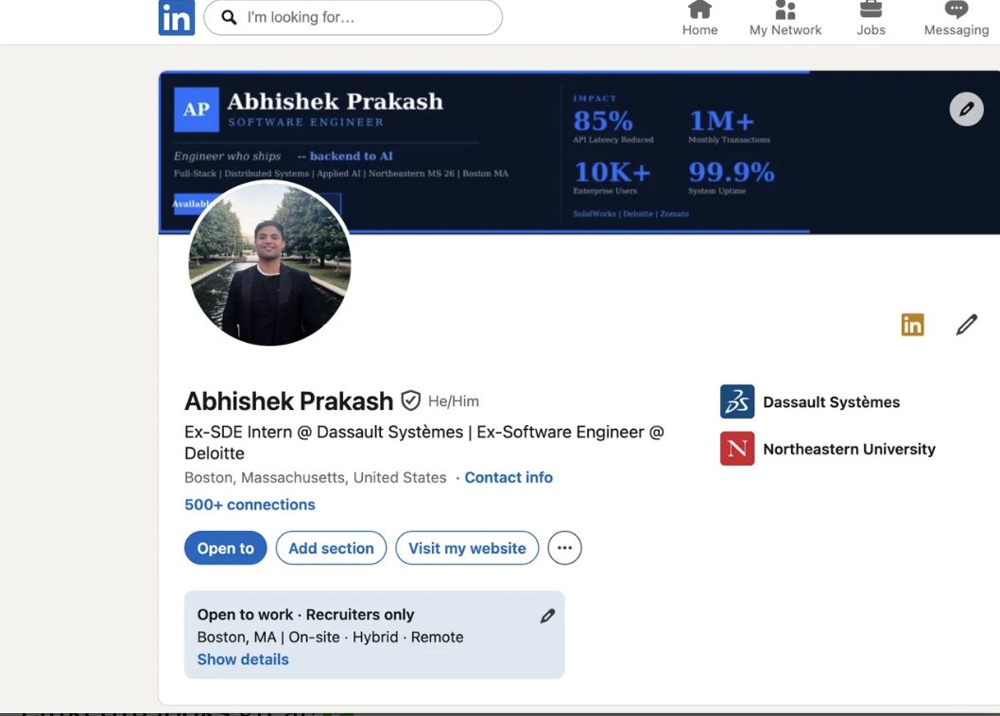 in
I'm looking for…
Home
My Network
Jobs
Messaging
AP
Abhishek Prakash
SOFTWARE ENGINEER
Engineer who ships -- backend to AI
Full-Stack | Distributed Systems | Applied AI | Northeastern MS 26 | Boston MA
IMPACT
85%
API Latency Reduced
1M+
Monthly Transactions
10K+
Enterprise Users
99.9%
System Uptime
SolidWorks | Deloitte | Zomato
in
Abhishek Prakash He/Him
Ex-SDE Intern @ Dassault Systèmes | Ex-Software Engineer @
Deloitte
Boston, Massachusetts, United States · Contact info
500+ connections
Dassault Systèmes
N
Northeastern University
Open to
Add section
Visit my website
Open to work · Recruiters only
Boston, MA | On-site · Hybrid · Remote
Show details